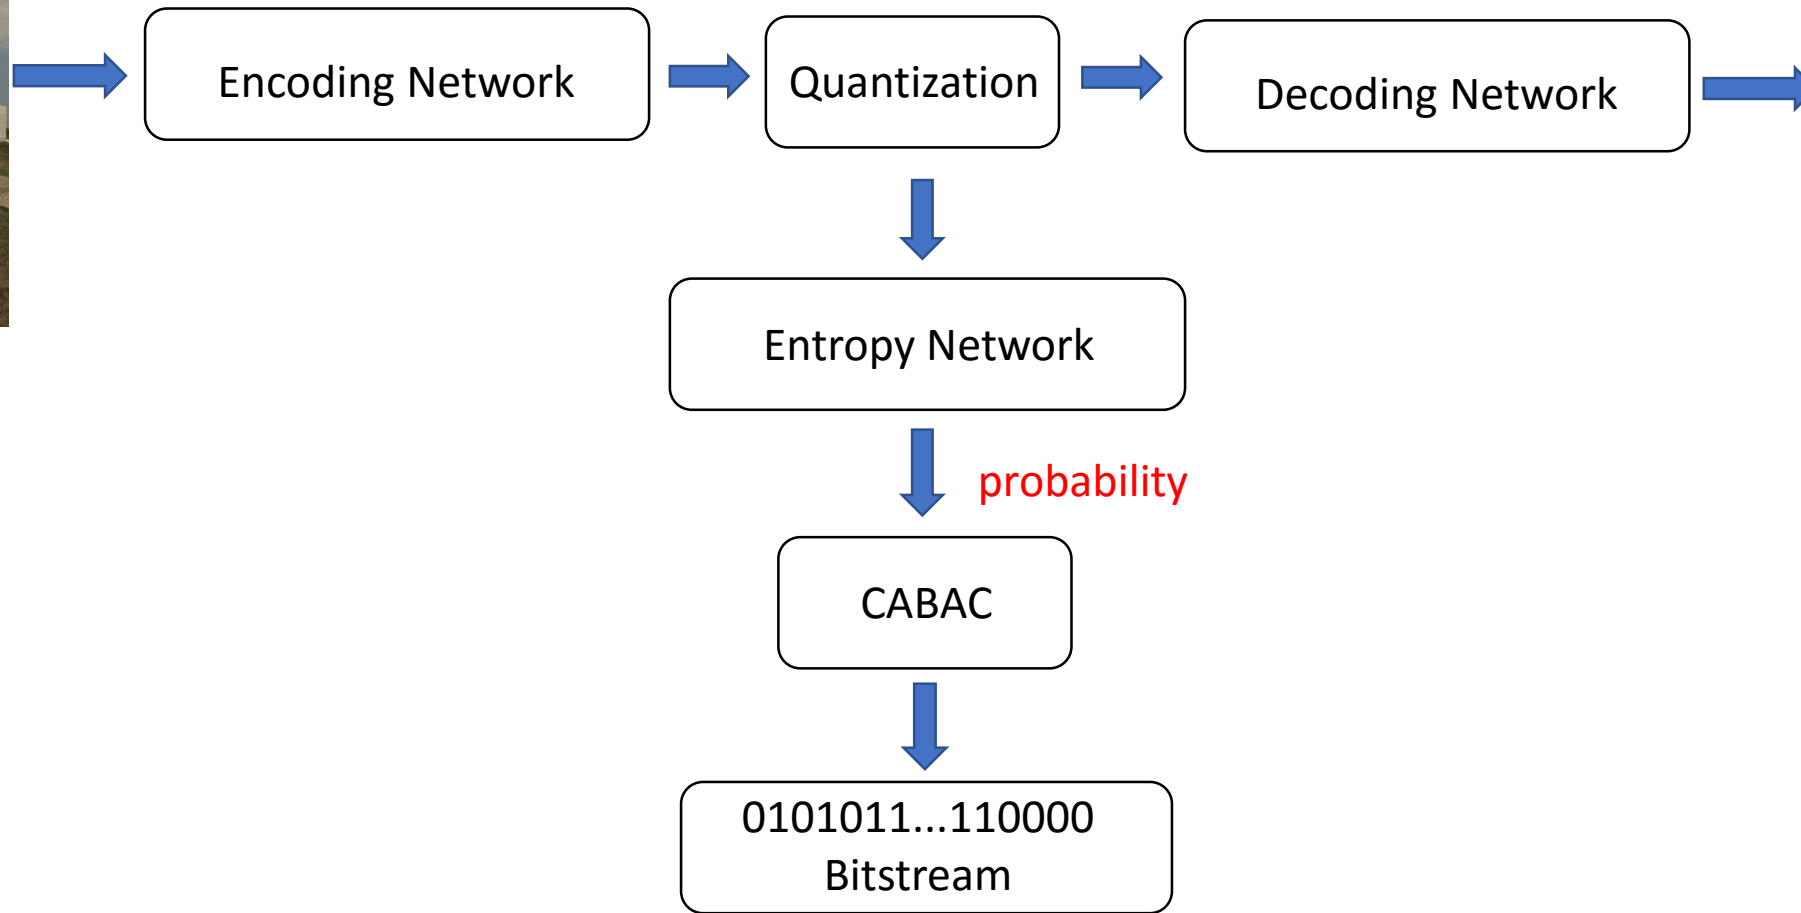 Encoding Network
Quantization
Decoding Network
Entropy Network
probability
CABAC
0101011...110000
Bitstream